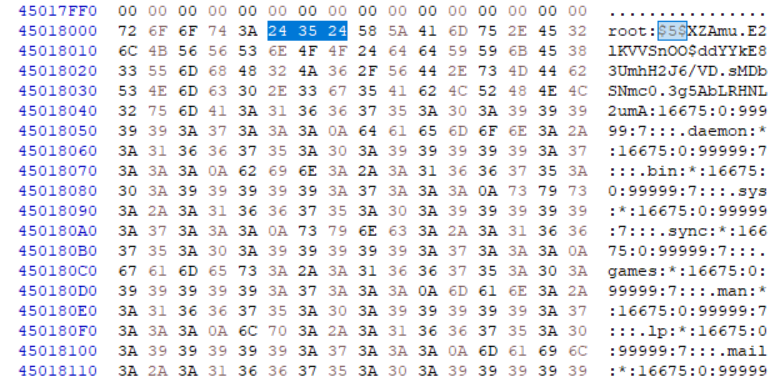 45017FF0 00 00 00 00 00 00 00 00 00 00 00 00 00 00 00 00 ................
45018000 72 6F 6F 74 3A 24 35 24 58 5A 41 6D 75 2E 45 32 root:$5$XZAmu.E2
45018010 6C 4B 56 56 53 6E 4F 4F 24 64 64 59 59 6B 45 38 lKVVSnOO$ddYYkE8
45018020 33 55 6D 68 48 32 4A 36 2F 56 44 2E 73 4D 44 62 3UmhH2J6/VD.sMDb
45018030 53 4E 6D 63 30 2E 33 67 35 41 62 4C 52 48 4E 4C SNmc0.3g5AbLRHNL
45018040 32 75 6D 41 3A 31 36 36 37 35 3A 30 3A 39 39 39 2umA:16675:0:999
45018050 39 39 3A 37 3A 3A 3A 0A 64 61 65 6D 6F 6E 3A 2A 99:7:::.daemon:*
45018060 3A 31 36 36 37 35 3A 30 3A 39 39 39 39 39 3A 37 :16675:0:99999:7
45018070 3A 3A 3A 0A 62 69 6E 3A 2A 3A 31 36 36 37 35 3A :::.bin:*:16675:
45018080 30 3A 39 39 39 39 39 3A 37 3A 3A 3A 0A 73 79 73 0:99999:7:::.sys
45018090 3A 2A 3A 31 36 36 37 35 3A 30 3A 39 39 39 39 39 :*:16675:0:99999
450180A0 3A 37 3A 3A 3A 0A 73 79 6E 63 3A 2A 3A 31 36 36 :7:::.sync:*:166
450180B0 37 35 3A 30 3A 39 39 39 39 39 3A 37 3A 3A 3A 0A 75:0:99999:7:::.
450180C0 67 61 6D 65 73 3A 2A 3A 31 36 36 37 35 3A 30 3A games:*:16675:0:
450180D0 39 39 39 39 39 3A 37 3A 3A 3A 0A 6D 61 6E 3A 2A 99999:7:::.man:*
450180E0 3A 31 36 36 37 35 3A 30 3A 39 39 39 39 39 3A 37 :16675:0:99999:7
450180F0 3A 3A 3A 0A 6C 70 3A 2A 3A 31 36 36 37 35 3A 30 :::.lp:*:16675:0
45018100 3A 39 39 39 39 39 3A 37 3A 3A 3A 0A 6D 61 69 6C :99999:7:::.mail
45018110 3A 2A 3A 31 36 36 37 35 3A 30 3A 39 39 39 39 39 :*:16675:0:99999